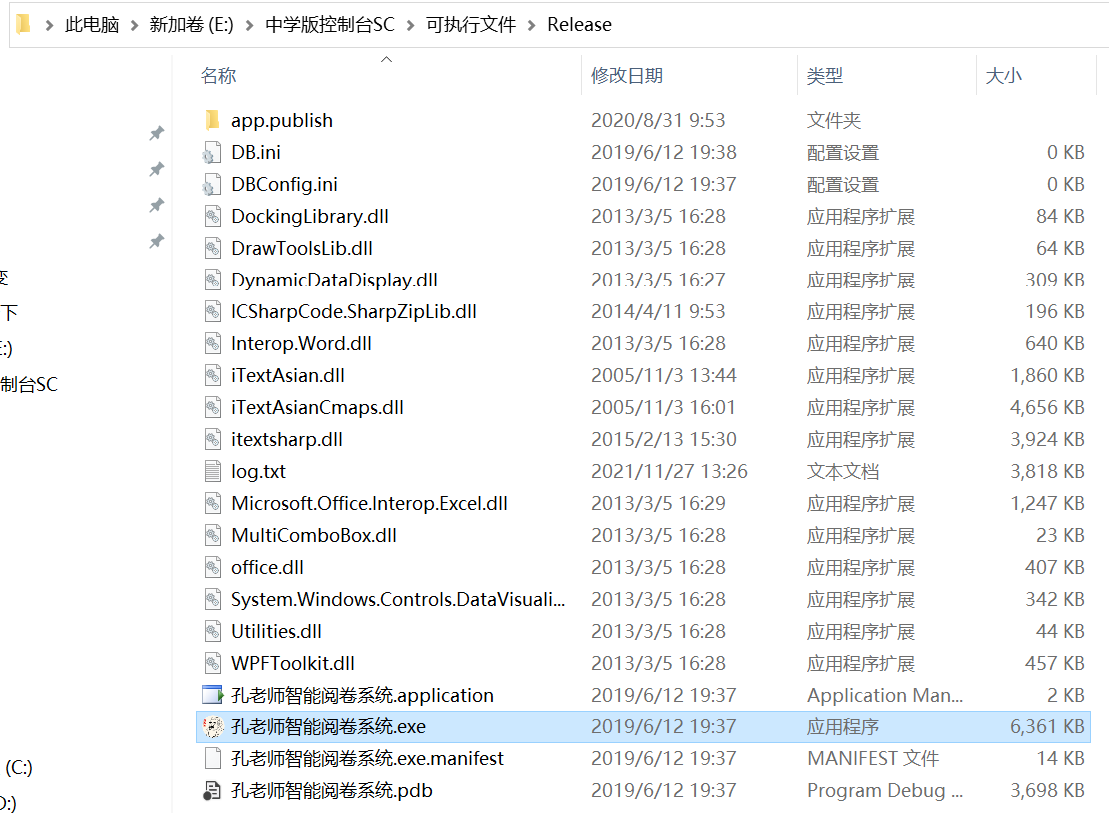 此电脑 新加卷 (E:) 中学版控制台SC 可执行文件 Release
名称 修改日期 类型 大小
app.publish 2020/8/31 9:53 文件夹
DB.ini 2019/6/12 19:38 配置设置 0 KB
DBConfig.ini 2019/6/12 19:37 配置设置 0 KB
DockingLibrary.dll 2013/3/5 16:28 应用程序扩展 84 KB
DrawToolsLib.dll 2013/3/5 16:28 应用程序扩展 64 KB
DynamicDataDisplay.dll 2013/3/5 16:27 应用程序扩展 309 KB
ICSharpCode.SharpZipLib.dll 2014/4/11 9:53 应用程序扩展 196 KB
Interop.Word.dll 2013/3/5 16:28 应用程序扩展 640 KB
iTextAsian.dll 2005/11/3 13:44 应用程序扩展 1,860 KB
iTextAsianCmaps.dll 2005/11/3 16:01 应用程序扩展 4,656 KB
itextsharp.dll 2015/2/13 15:30 应用程序扩展 3,924 KB
log.txt 2021/11/27 13:26 文本文档 3,818 KB
Microsoft.Office.Interop.Excel.dll 2013/3/5 16:29 应用程序扩展 1,247 KB
MultiComboBox.dll 2013/3/5 16:28 应用程序扩展 23 KB
office.dll 2013/3/5 16:28 应用程序扩展 407 KB
System.Windows.Controls.DataVisuali... 2013/3/5 16:28 应用程序扩展 342 KB
Utilities.dll 2013/3/5 16:28 应用程序扩展 44 KB
WPFToolkit.dll 2013/3/5 16:28 应用程序扩展 457 KB
孔老师智能阅卷系统.application 2019/6/12 19:37 Application Man... 2 KB
孔老师智能阅卷系统.exe 2019/6/12 19:37 应用程序 6,361 KB
孔老师智能阅卷系统.exe.manifest 2019/6/12 19:37 MANIFEST 文件 14 KB
孔老师智能阅卷系统.pdb 2019/6/12 19:37 Program Debug ... 3,698 KB
变
下
:)
制台SC
(C:)
:)